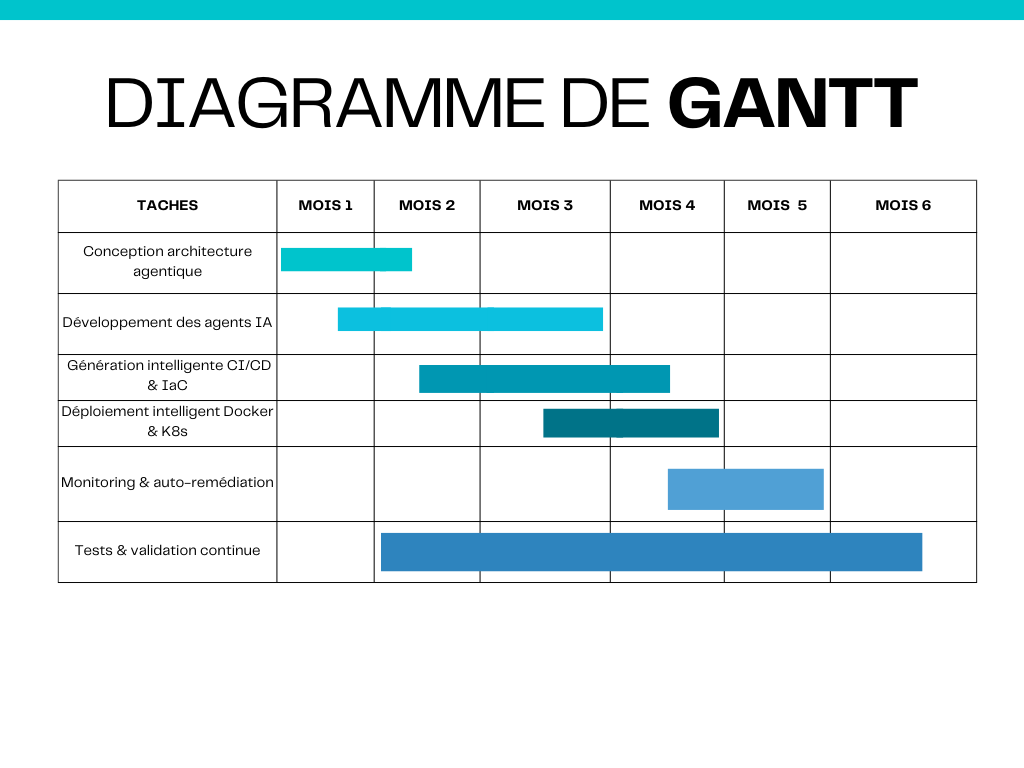 DIAGRAMME DE GANTT
TACHES
MOIS 1
MOIS 2
MOIS 3
MOIS 4
MOIS 5
MOIS 6
Conception architecture
agentique
Développement des agents IA
Génération intelligente CI/CD
& IaC
Déploiement intelligent Docker
& K8s
Monitoring & auto-remédiation
Tests & validation continue